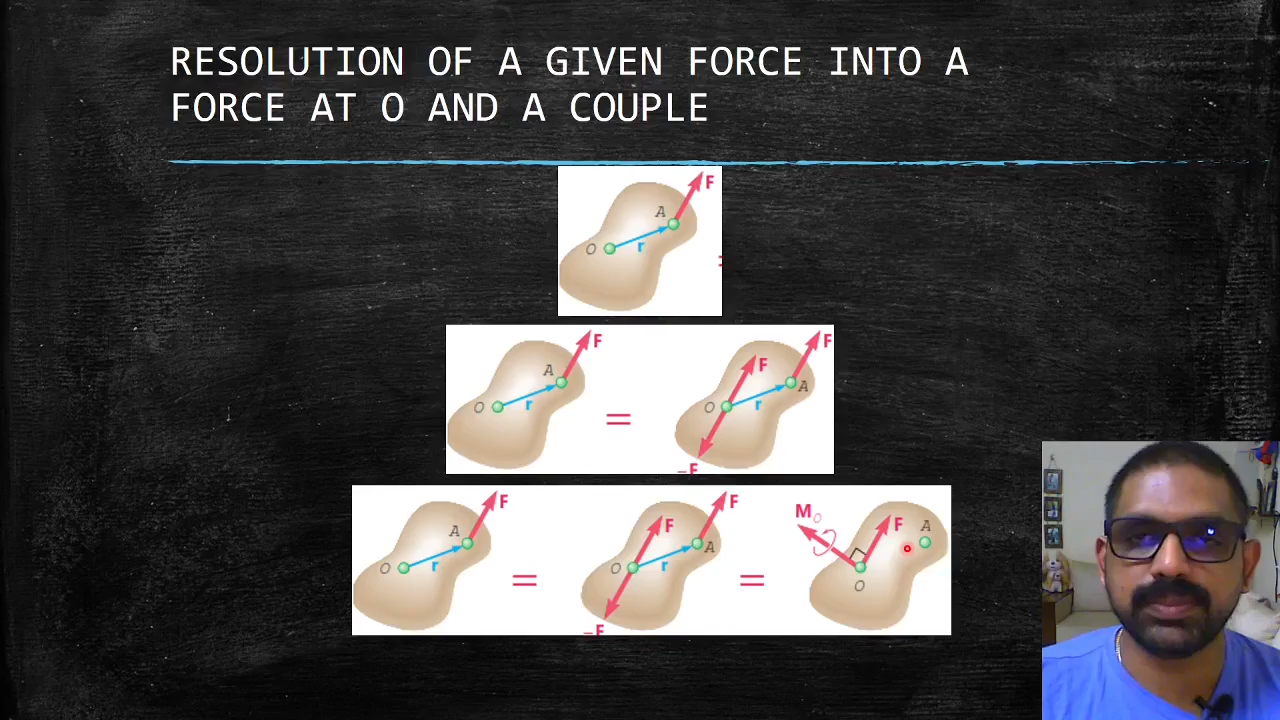 RESOLUTION OF A GIVEN FORCE INTO A
FORCE AT O AND A COUPLE
F
A
O
r
=
F
A
O
r
=
F
F
O
A
r
–F
F
A
O
r
=
F
F
O
A
r
–F
=
M O
F
A
O